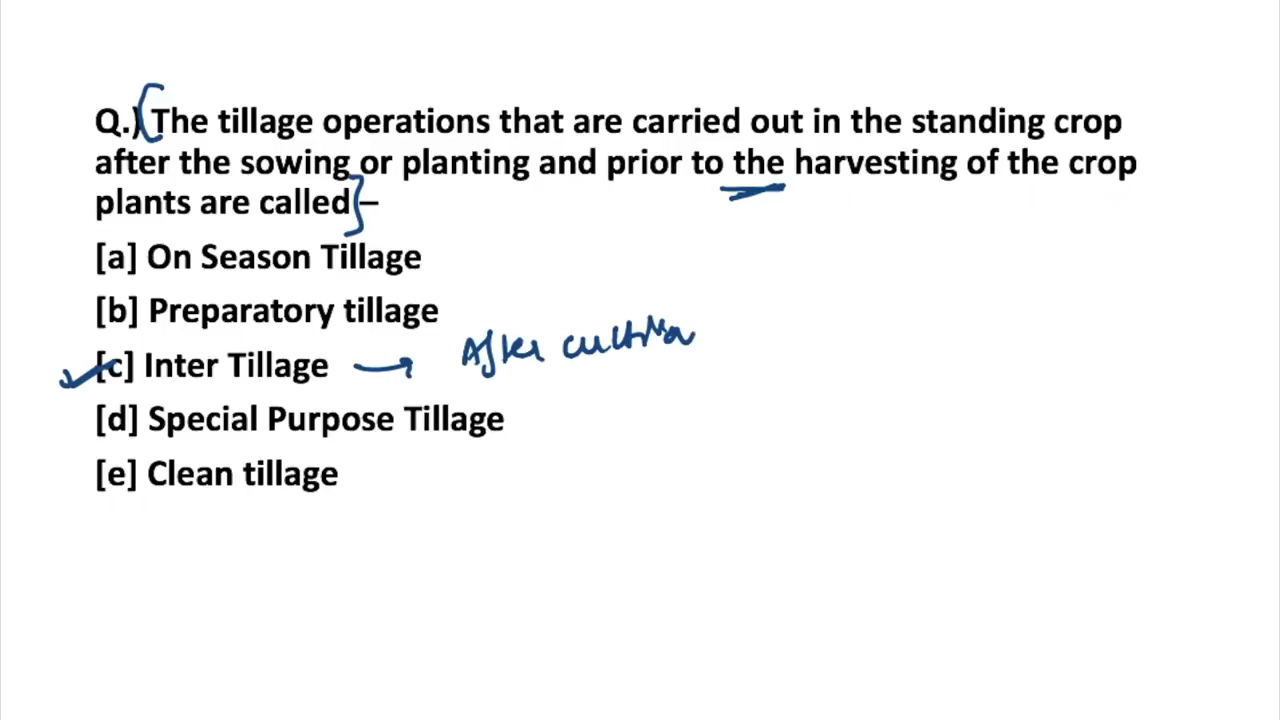 Q.) The tillage operations that are carried out in the standing crop
after the sowing or planting and prior to the harvesting of the crop
plants are called –
[a] On Season Tillage
[b] Preparatory tillage
[c] Inter Tillage → After
[d] Special Purpose Tillage
[e] Clean tillage